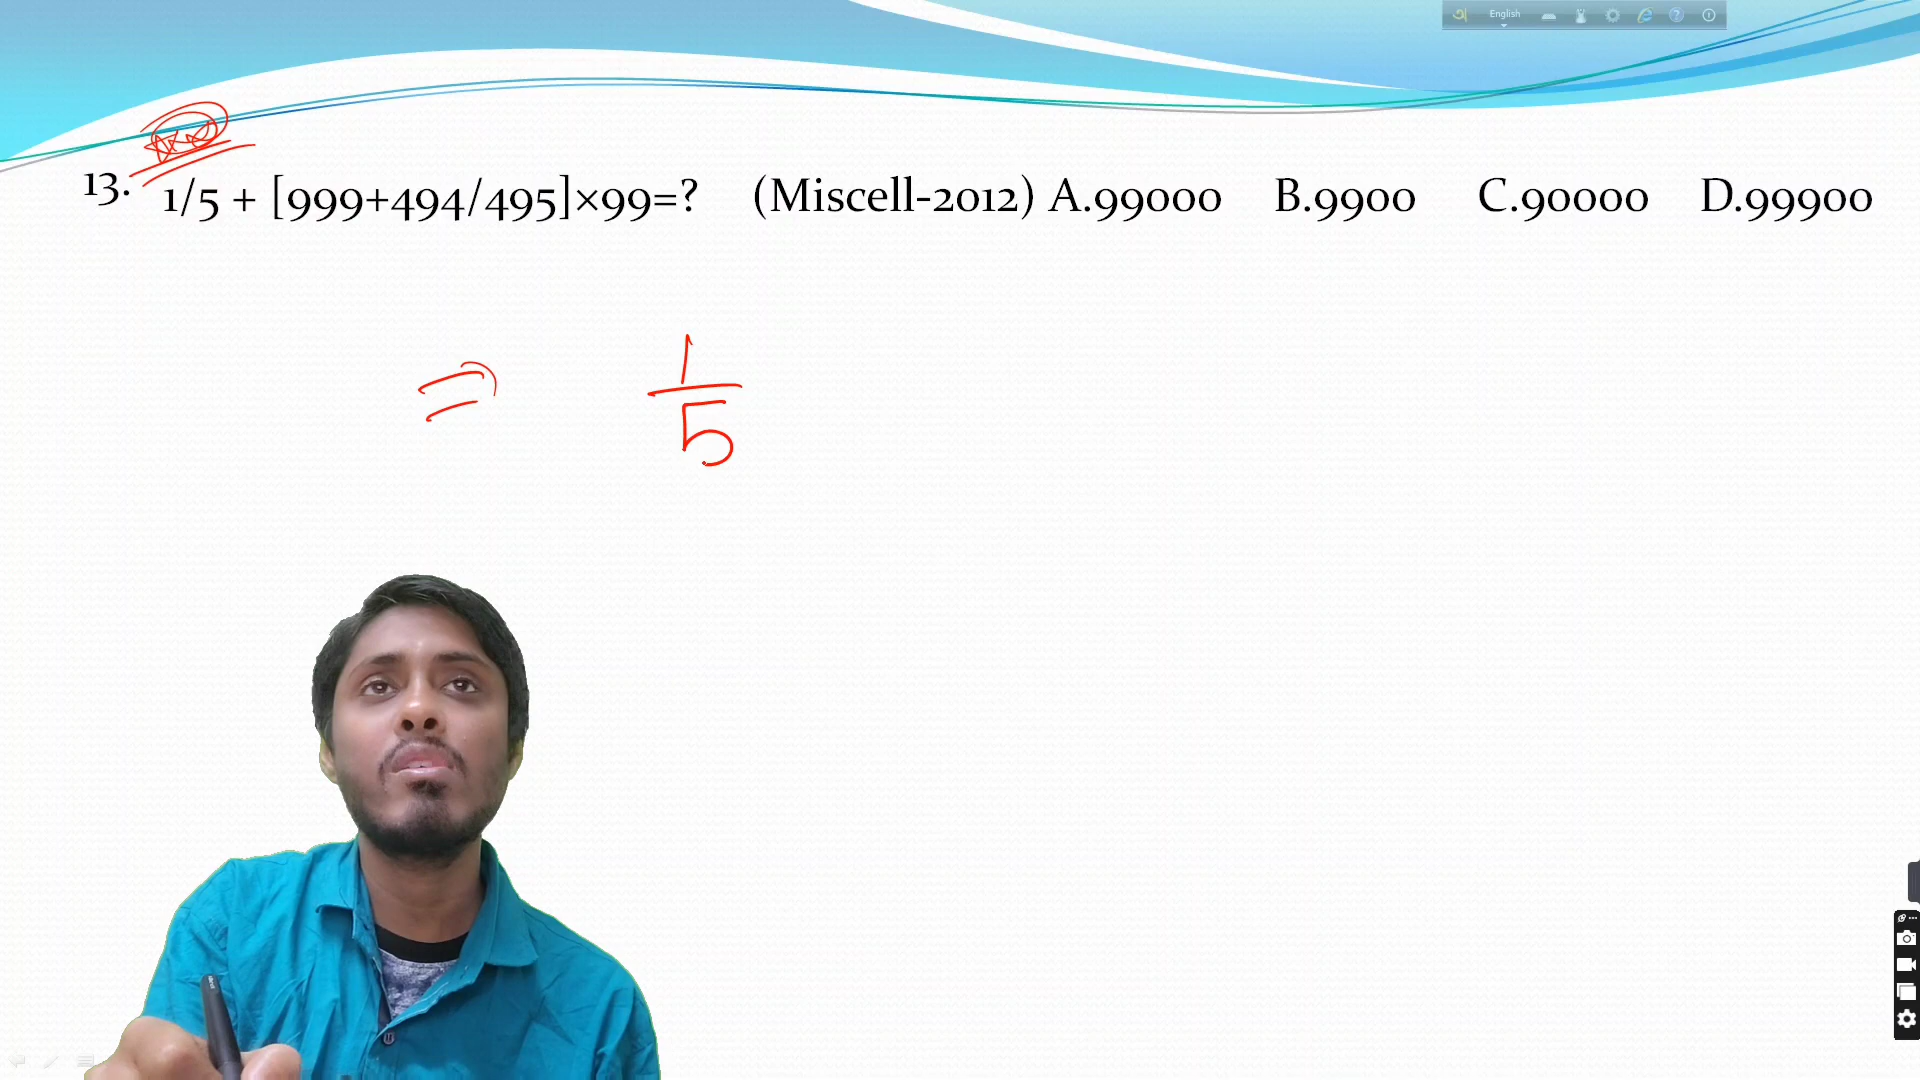 English
13. 1/5 + [999+494/495]×99=? (Miscell-2012) A.99000 B.9900 C.90000 D.99900
= 1/5